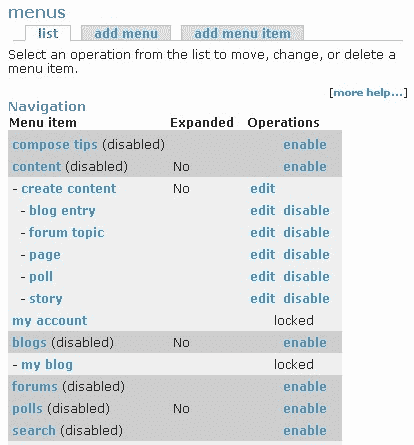 menus
list add menu add menu item
Select an operation from the list to move, change, or delete a
menu item.
[more help...]
Navigation
Menu item Expanded Operations
compose tips (disabled) enable
content (disabled) No enable
- create content No edit
- blog entry edit disable
- forum topic edit disable
- page edit disable
- poll edit disable
- story edit disable
my account locked
blogs (disabled) No enable
- my blog locked
forums (disabled) enable
polls (disabled) No enable
search (disabled) enable